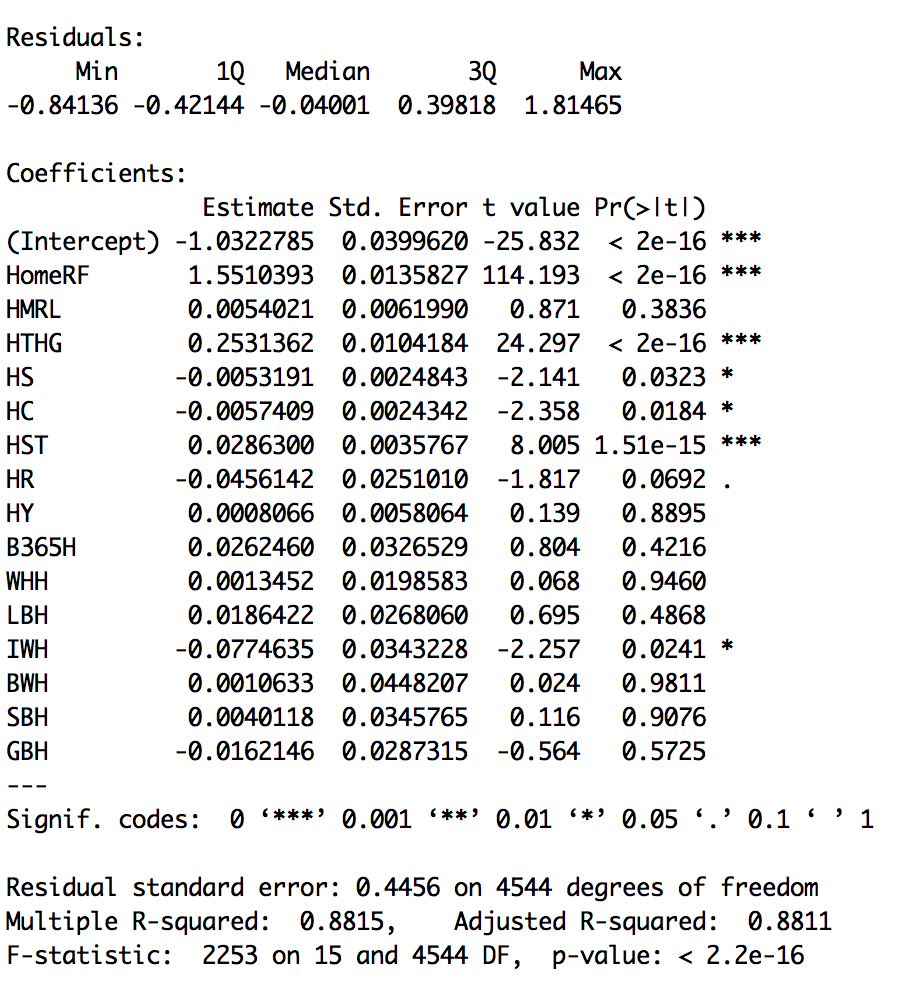 Residuals:
     Min       1Q   Median       3Q      Max
-0.84136 -0.42144 -0.04001  0.39818  1.81465

Coefficients:
              Estimate Std. Error t value Pr(>|t|)
(Intercept) -1.0322785  0.0399620 -25.832  < 2e-16 ***
HomeRF       1.5510393  0.0135827 114.193  < 2e-16 ***
HMRL         0.0054021  0.0061990   0.871   0.3836
HTHG         0.2531362  0.0104184  24.297  < 2e-16 ***
HS          -0.0053191  0.0024843  -2.141   0.0323 *
HC          -0.0057409  0.0024342  -2.358   0.0184 *
HST          0.0286300  0.0035767   8.005 1.51e-15 ***
HR          -0.0456142  0.0251010  -1.817   0.0692 .
HY           0.0008066  0.0058064   0.139   0.8895
B365H        0.0262460  0.0326529   0.804   0.4216
WHH          0.0013452  0.0198583   0.068   0.9460
LBH          0.0186422  0.0268060   0.695   0.4868
IWH         -0.0774635  0.0343228  -2.257   0.0241 *
BWH          0.0010633  0.0448207   0.024   0.9811
SBH          0.0040118  0.0345765   0.116   0.9076
GBH         -0.0162146  0.0287315  -0.564   0.5725
---
Signif. codes:  0 ‘***’ 0.001 ‘**’ 0.01 ‘*’ 0.05 ‘.’ 0.1 ‘ ’ 1

Residual standard error: 0.4456 on 4544 degrees of freedom
Multiple R-squared:  0.8815,	Adjusted R-squared:  0.8811
F-statistic:  2253 on 15 and 4544 DF,  p-value: < 2.2e-16